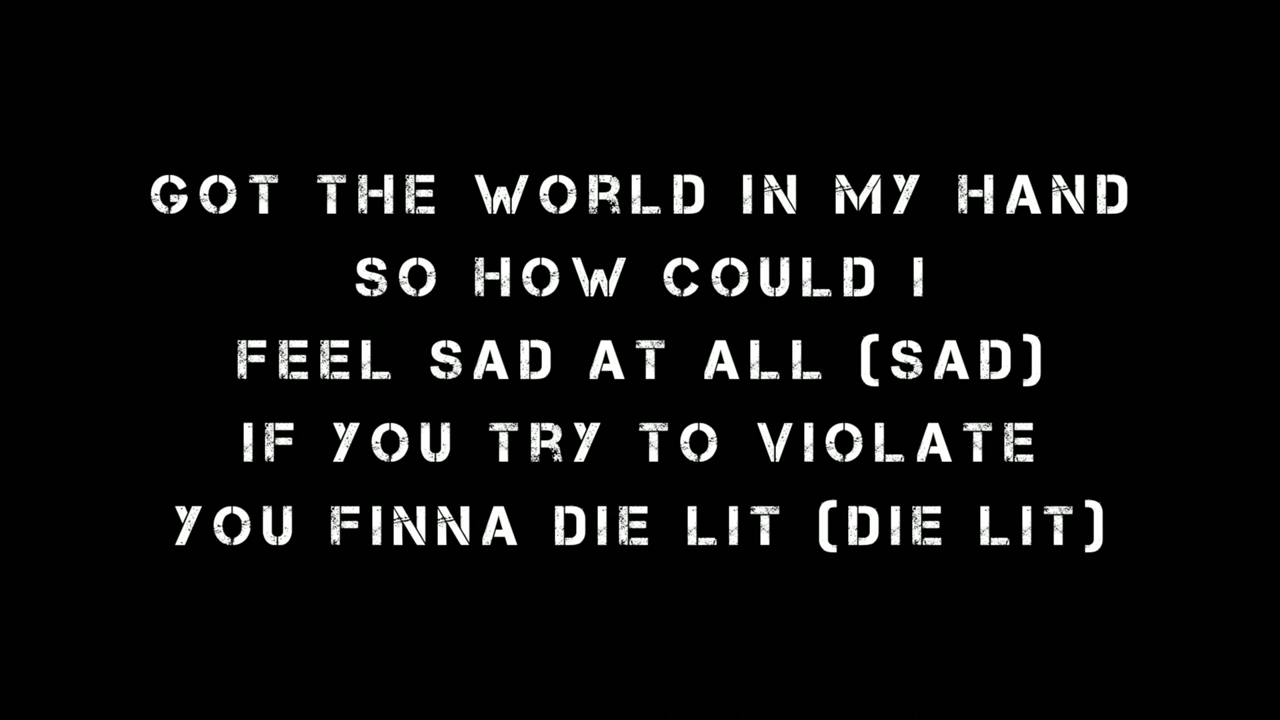 GOT THE WORLD IN MY HAND
SO HOW COULD I
FEEL SAD AT ALL (SAD)
IF YOU TRY TO VIOLATE
YOU FINNA DIE LIT (DIE LIT)